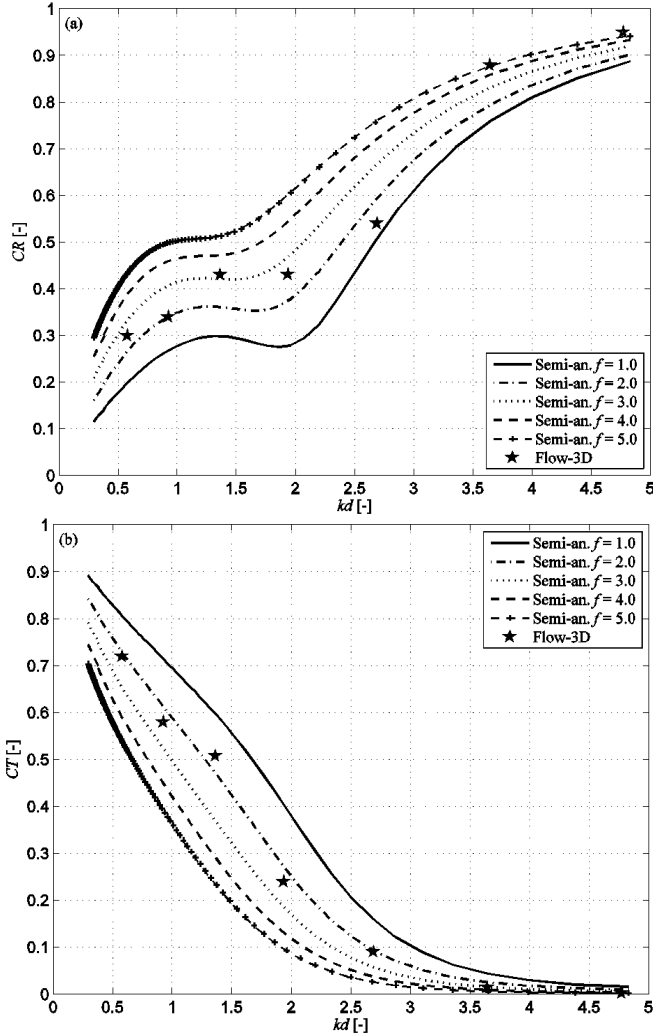 (a)
1
0.9
0.8
0.7
0.6
0.5
0.4
0.3
0.2
0.1
0
CR [-]
0 0.5 1 1.5 2 2.5 3 3.5 4 4.5 5
kd [-]
Semi-an. f = 1.0
Semi-an. f = 2.0
Semi-an. f = 3.0
Semi-an. f = 4.0
Semi-an. f = 5.0
Flow-3D
(b)
1
0.9
0.8
0.7
0.6
0.5
0.4
0.3
0.2
0.1
0
CT [-]
0 0.5 1 1.5 2 2.5 3 3.5 4 4.5 5
kd [-]
Semi-an. f = 1.0
Semi-an. f = 2.0
Semi-an. f = 3.0
Semi-an. f = 4.0
Semi-an. f = 5.0
Flow-3D